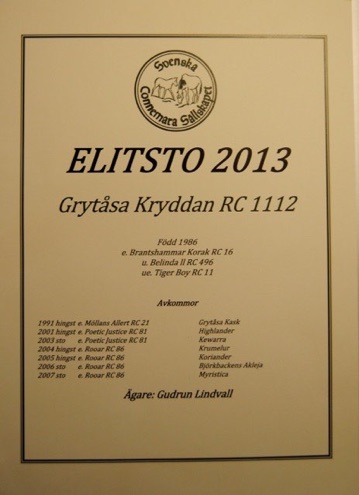 Svenska
Connemara Sällskapet
ELITSTO 2013
Grytåsa Kryddan RC 1112
Född 1986
e. Brantshammar Korak RC 16
u. Belinda ll RC 496
ue. Tiger Boy RC 11
Avkommor
1991 hingst e. Möllans Allert RC 21 Grytåsa Kask
2001 hingst e. Poetic Justice RC 81 Highlander
2003 sto e. Poetic Justice RC 81 Kewarra
2004 hingst e. Rooar RC 86 Krumelur
2005 hingst e. Rooar RC 86 Koriander
2006 sto e. Rooar RC 86 Björkbackens Akleja
2007 sto e. Rooar RC 86 Myristica
Ägare: Gudrun Lindvall